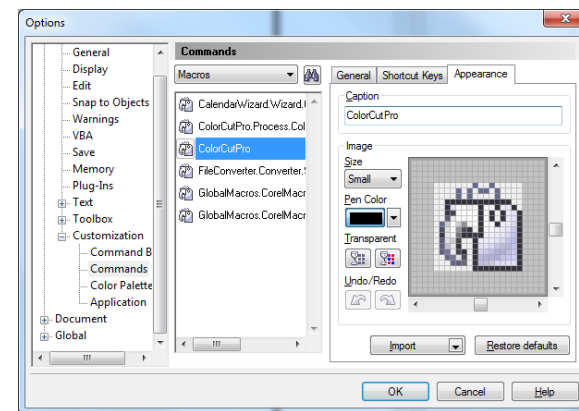 Options
General
Display
Edit
Snap to Objects
Warnings
VBA
Save
Memory
Plug-Ins
Text
Toolbox
Customization
Command B
Commands
Color Palette
Application
Document
Global
Commands
Macros
CalendarWizard.Wizard.
ColorCutPro.Process.Col
ColorCutPro
FileConverter.Converter.
GlobalMacros.CorelMacr
GlobalMacros.CorelMacr
General Shortcut Keys Appearance
Caption
ColorCutPro
Image
Size
Small
Pen Color
Transparent
Undo/Redo
Import Restore defaults
OK Cancel Help